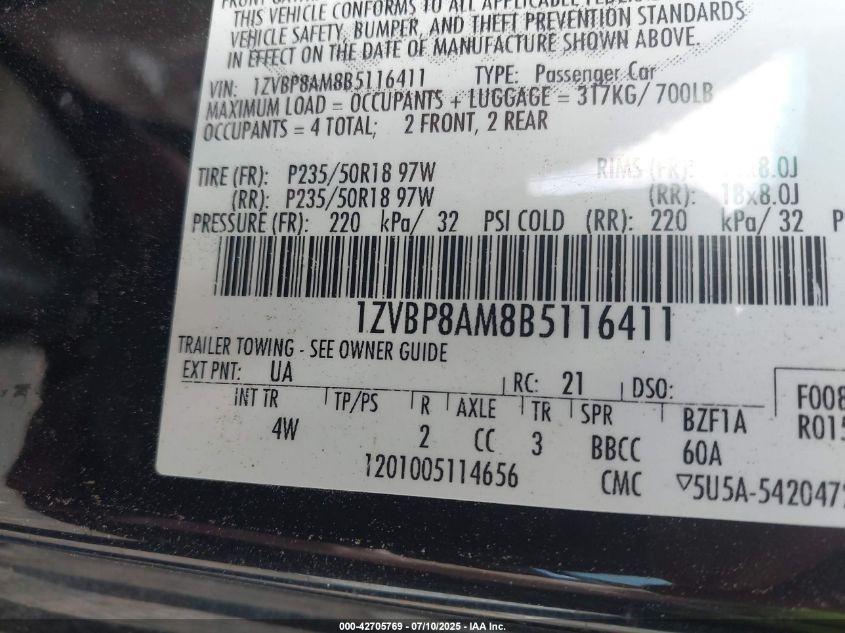 THIS VEHICLE CONFORMS TO ALL APPLICABLE
VEHICLE SAFETY, BUMPER, AND THEFT PREVENTION STANDARDS
IN EFFECT ON THE DATE OF MANUFACTURE SHOWN ABOVE.
VIN: 1ZVBP8AM8B5116411 TYPE: Passenger Car
MAXIMUM LOAD = OCCUPANTS + LUGGAGE = 317KG/ 700LB
OCCUPANTS = 4 TOTAL; 2 FRONT, 2 REAR
TIRE (FR): P235/50R18 97W RIMS (FR): 8.0J
(RR): P235/50R18 97W (RR): 18x8.0J
PRESSURE (FR): 220 kPa/ 32 PSI COLD (RR): 220 kPa/ 32 P
1ZVBP8AM8B5116411
TRAILER TOWING - SEE OWNER GUIDE
EXT PNT: UA RC: 21 DSO:
INT TR TP/PS R AXLE TR SPR BZF1A F008
4W 2 CC 3 BBCC 60A R015
1201005114656 CMC ▽5U5A-5420472
000-42705769 - 07/10/2025 - IAA Inc.